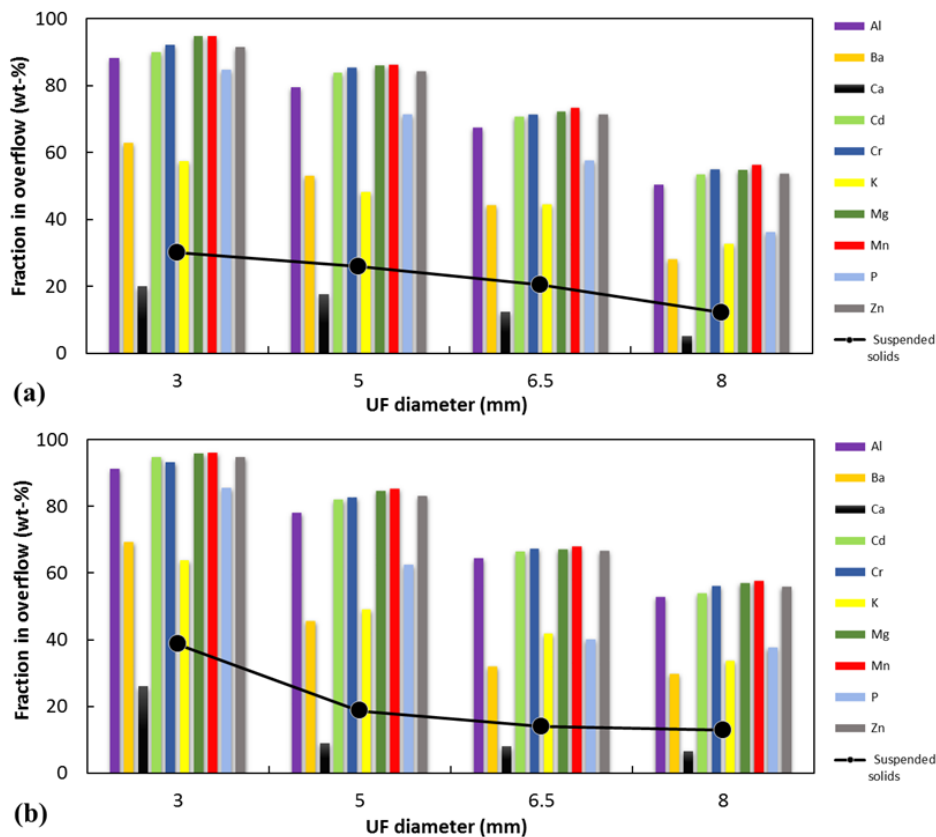 100
80
60
40
20
0
Fraction in overflow (wt-%)
3
5
6.5
8
UF diameter (mm)
(a)
Al
Ba
Ca
Cd
Cr
K
Mg
Mn
P
Zn
Suspended
solids
100
80
60
40
20
0
Fraction in overflow (wt-%)
3
5
6.5
8
UF diameter (mm)
(b)
Al
Ba
Ca
Cd
Cr
K
Mg
Mn
P
Zn
Suspended
solids